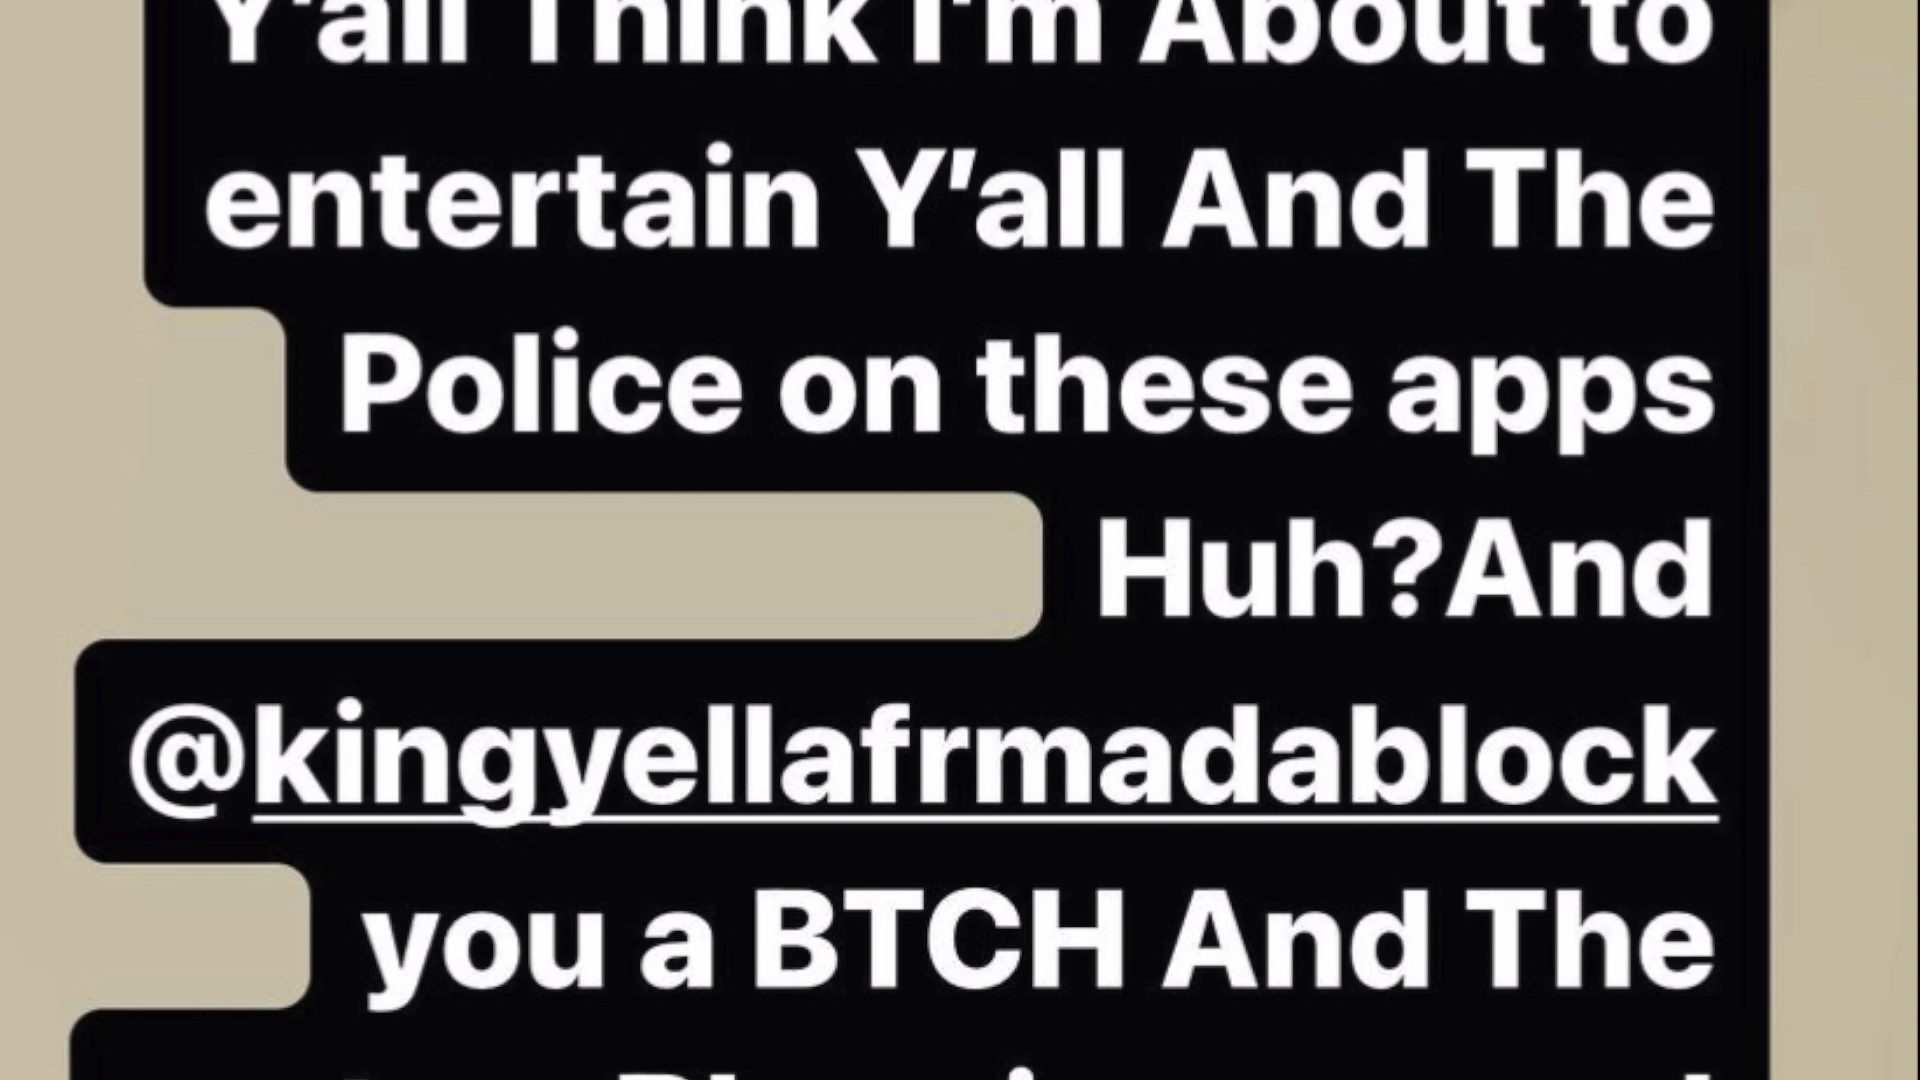 Y'all Think I'm About to
entertain Y'all And The
Police on these apps
Huh?And
@kingyellafrmadablock
you a BTCH And The